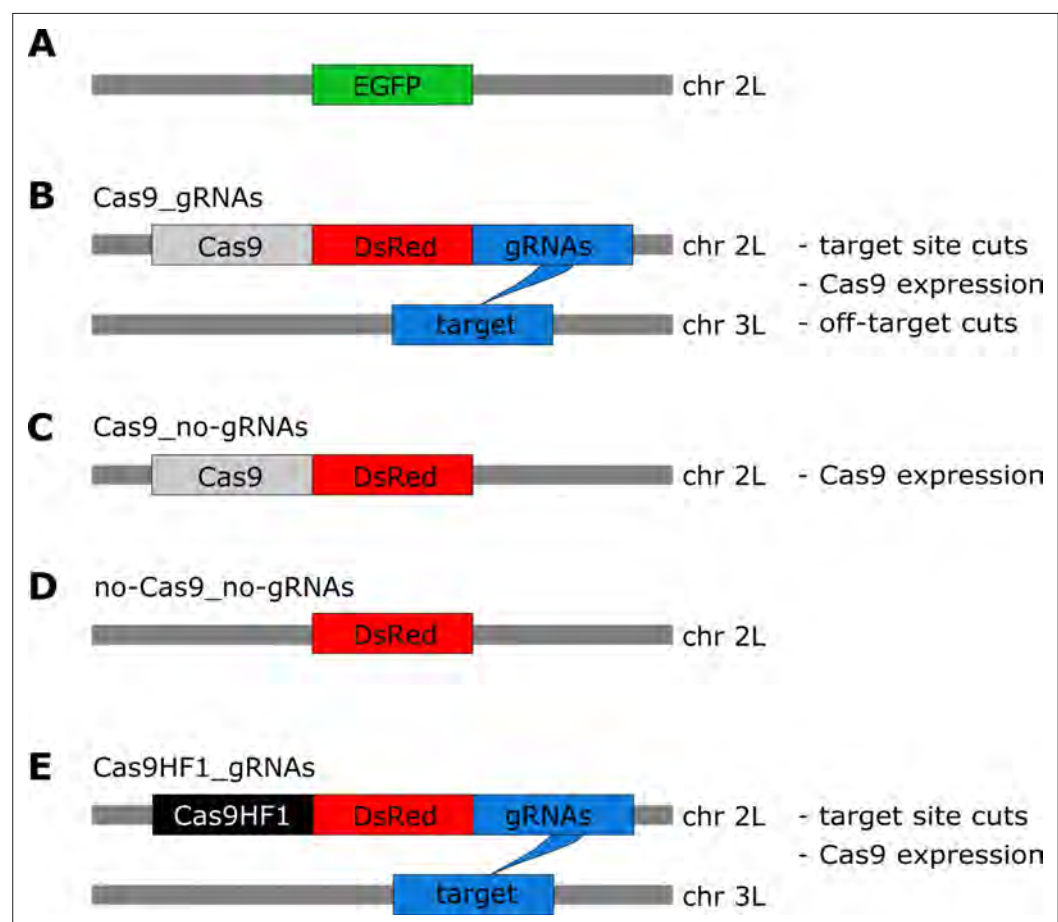 A
EGFP chr 2L
B Cas9_gRNAs
Cas9 DsRed gRNAs chr 2L - target site cuts
- Cas9 expression
target chr 3L - off-target cuts
C Cas9_no-gRNAs
Cas9 DsRed chr 2L - Cas9 expression
D no-Cas9_no-gRNAs
DsRed chr 2L
E Cas9HF1_gRNAs
Cas9HF1 DsRed gRNAs chr 2L - target site cuts
- Cas9 expression
target chr 3L